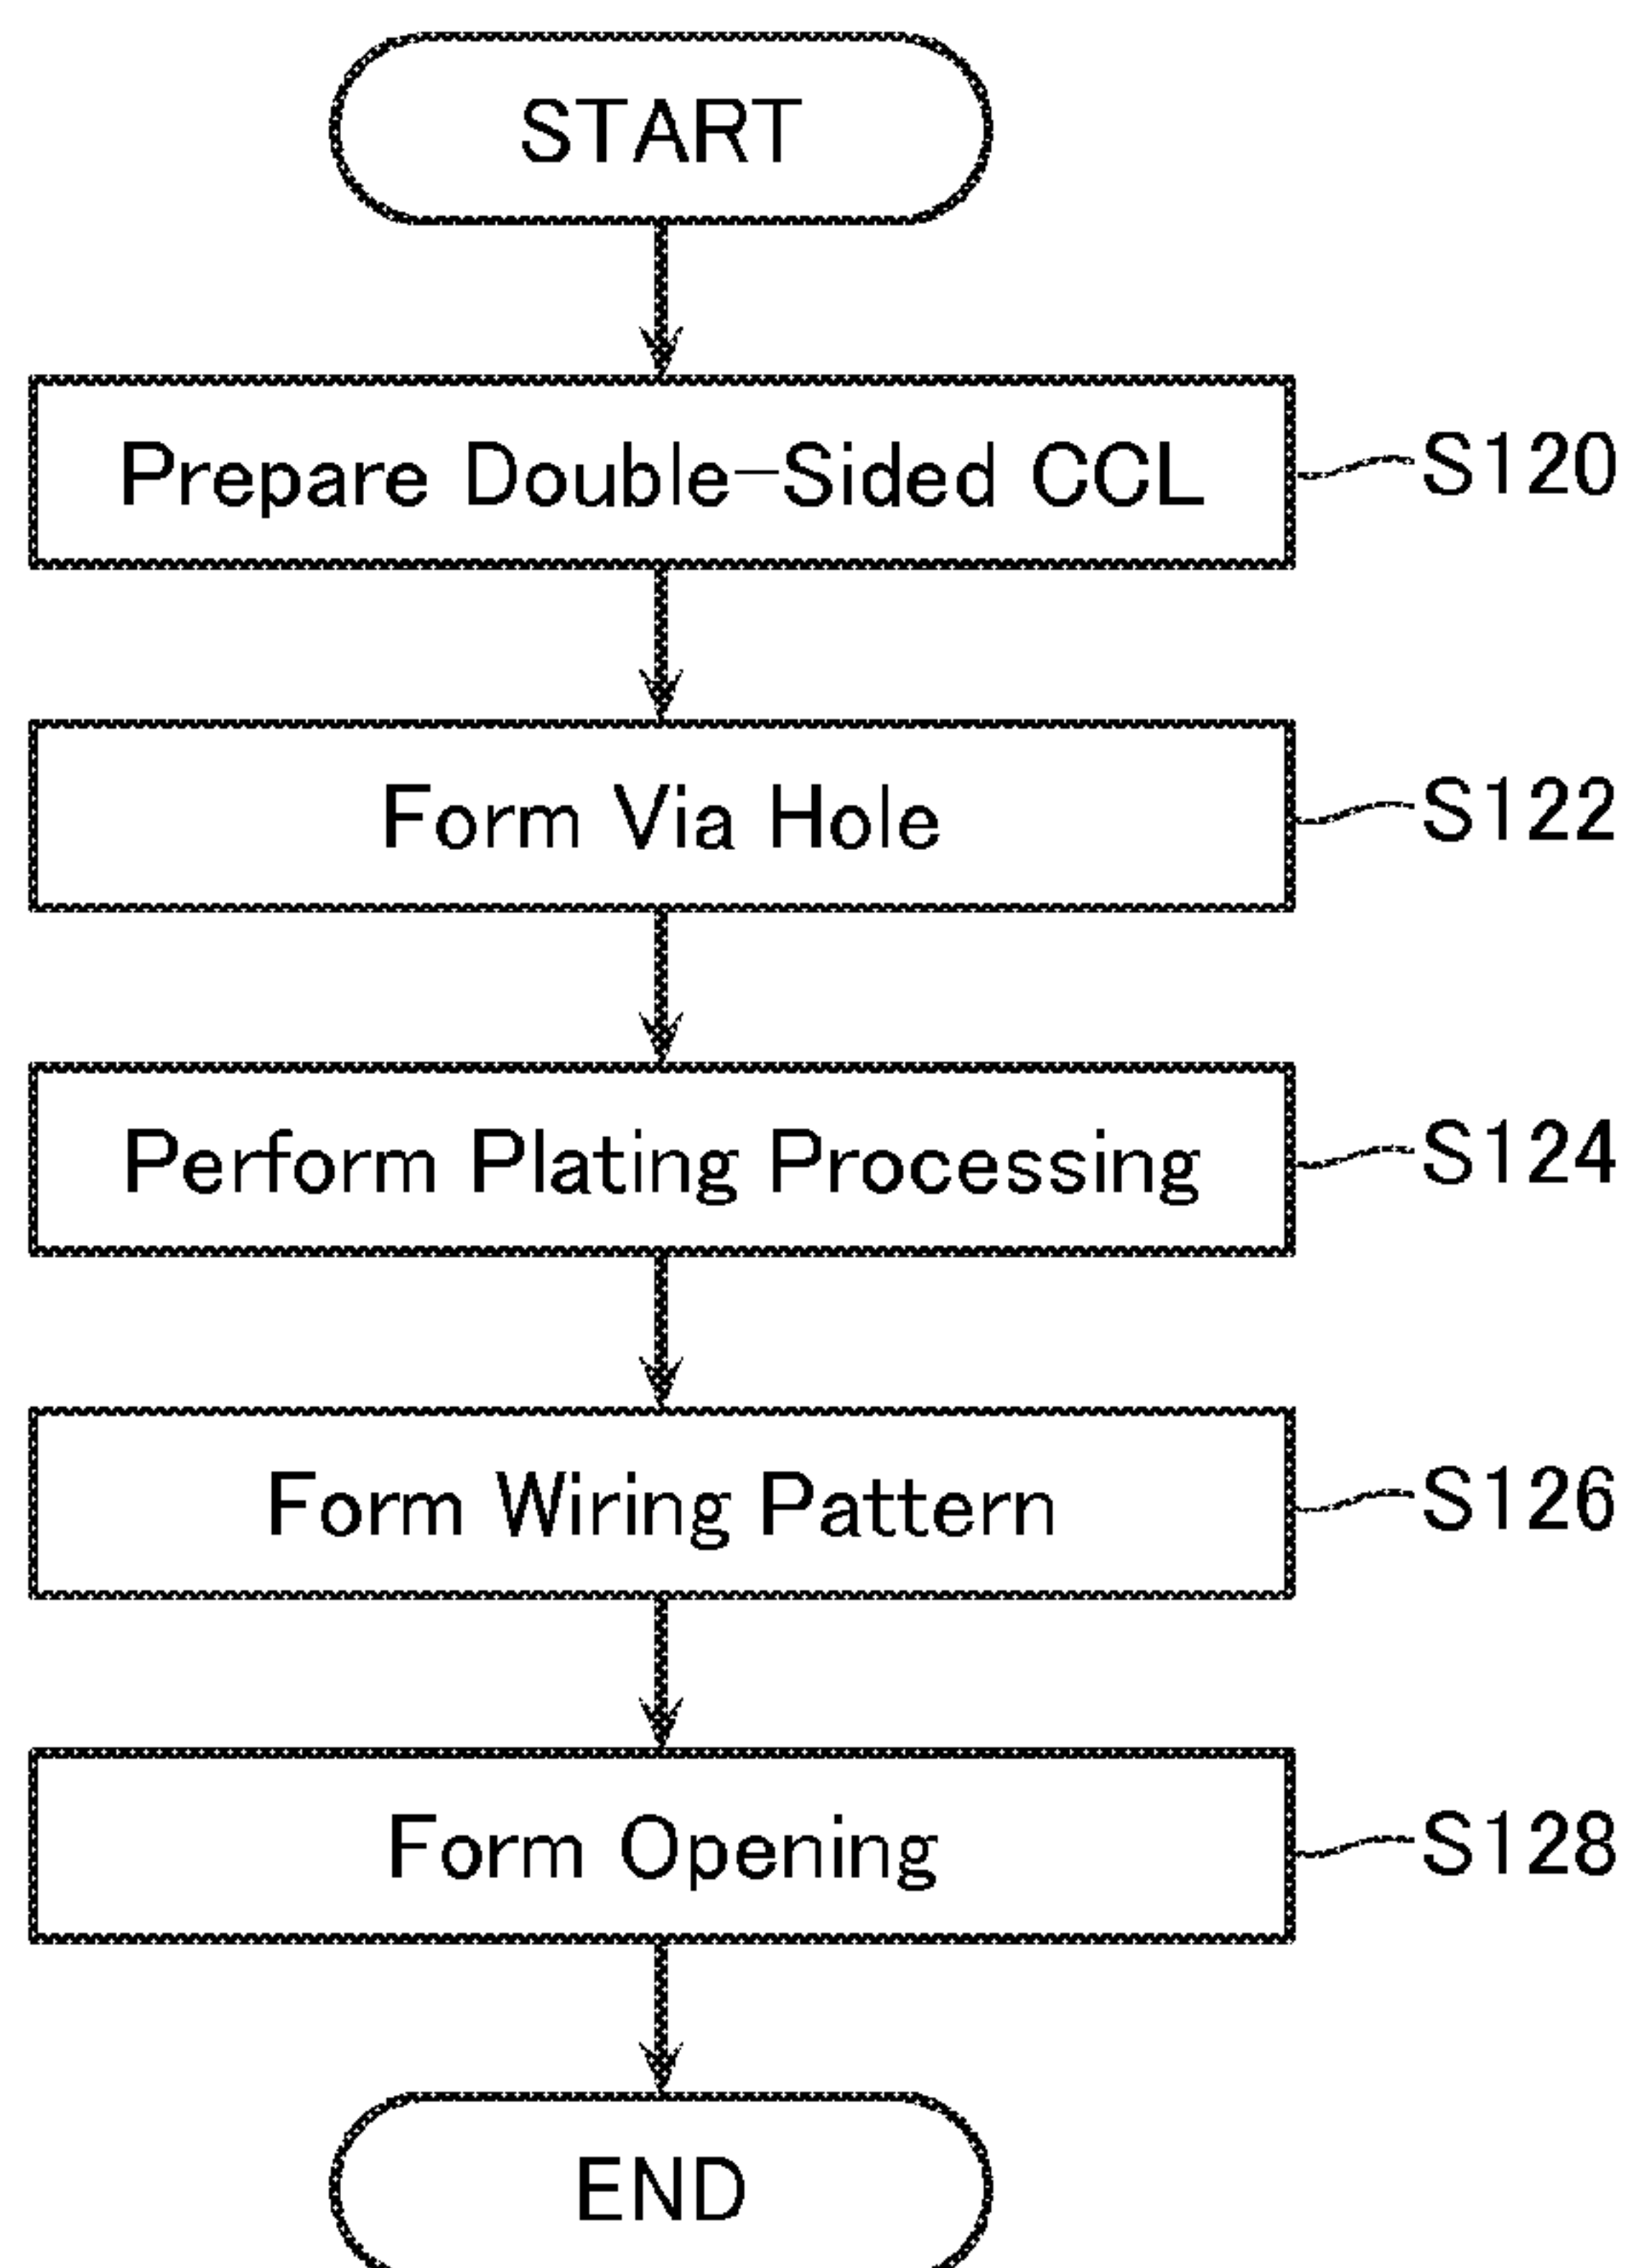 START
Prepare Double-Sided CCL
S120
Form Via Hole
S122
Perform Plating Processing
S124
Form Wiring Pattern
S126
Form Opening
S128
END